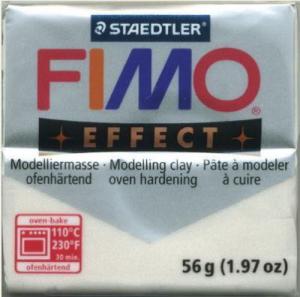 STAEDTLER
FIMO®
EFFECT
Modelliermasse · Modelling clay · Pâte à modeler
ofenhärtend oven hardening à cuire
oven-bake
110°C
230°F
30 min.
ofenhärtend
56 g (1.97 oz)